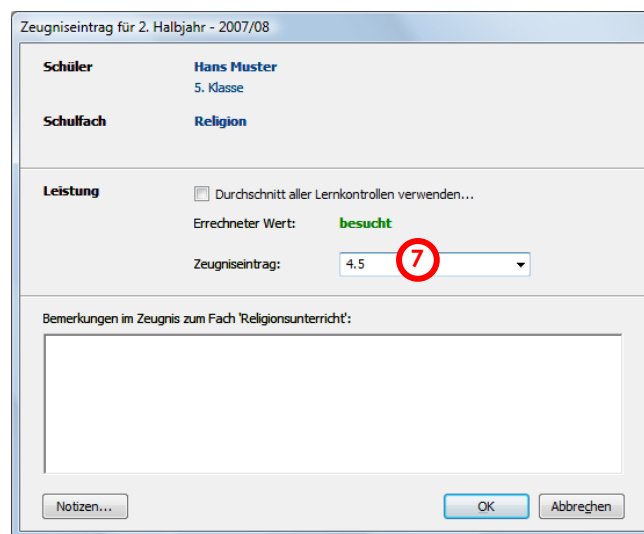 Zeugniseintrag für 2. Halbjahr - 2007/08
Schüler Hans Muster
5. Klasse
Schulfach Religion
Leistung Durchschnitt aller Lernkontrollen verwenden...
Errechneter Wert: besucht
Zeugniseintrag: 4.5 7
Bemerkungen im Zeugnis zum Fach 'Religionsunterricht':
Notizen... OK Abbrechen